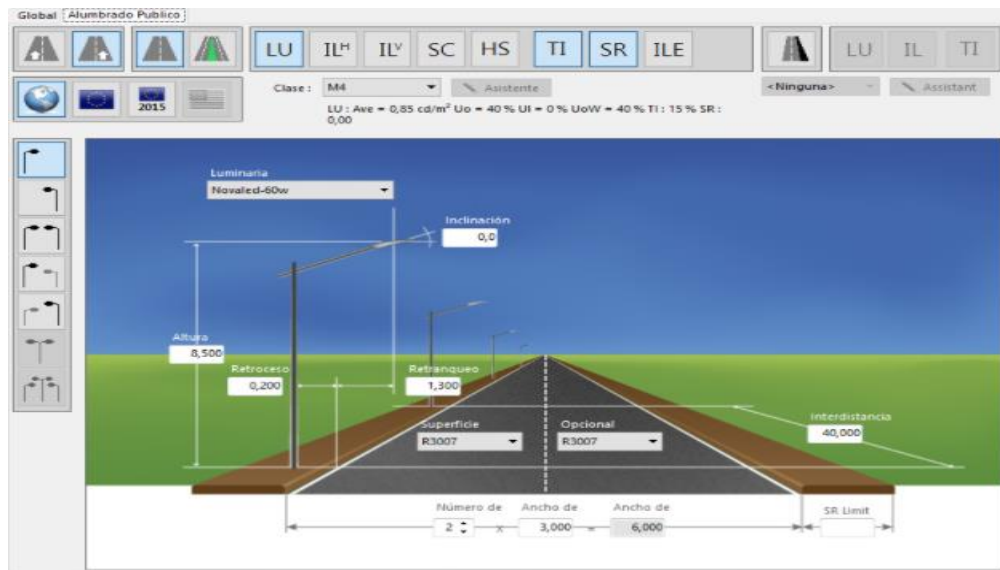 Global Alumbrado Publico
LU ILᴴ ILⱽ SC HS TI SR ILE LU IL TI
2015
Clase : M4 Asistente <Ninguna> Assistant
LU : Ave = 0,85 cd/m² Uo = 40 % UI = 0 % UoW = 40 % TI : 15 % SR :
0,00
Luminaria
Novaled-60w
Inclinación
0,0
Altura
8,500
Retroceso Retranqueo
0,200 1,300
Interdistancia
40,000
Superficie Opcional
R3007 R3007
Número de Ancho de Ancho de SR Limit
2 x 3,000 = 6,000